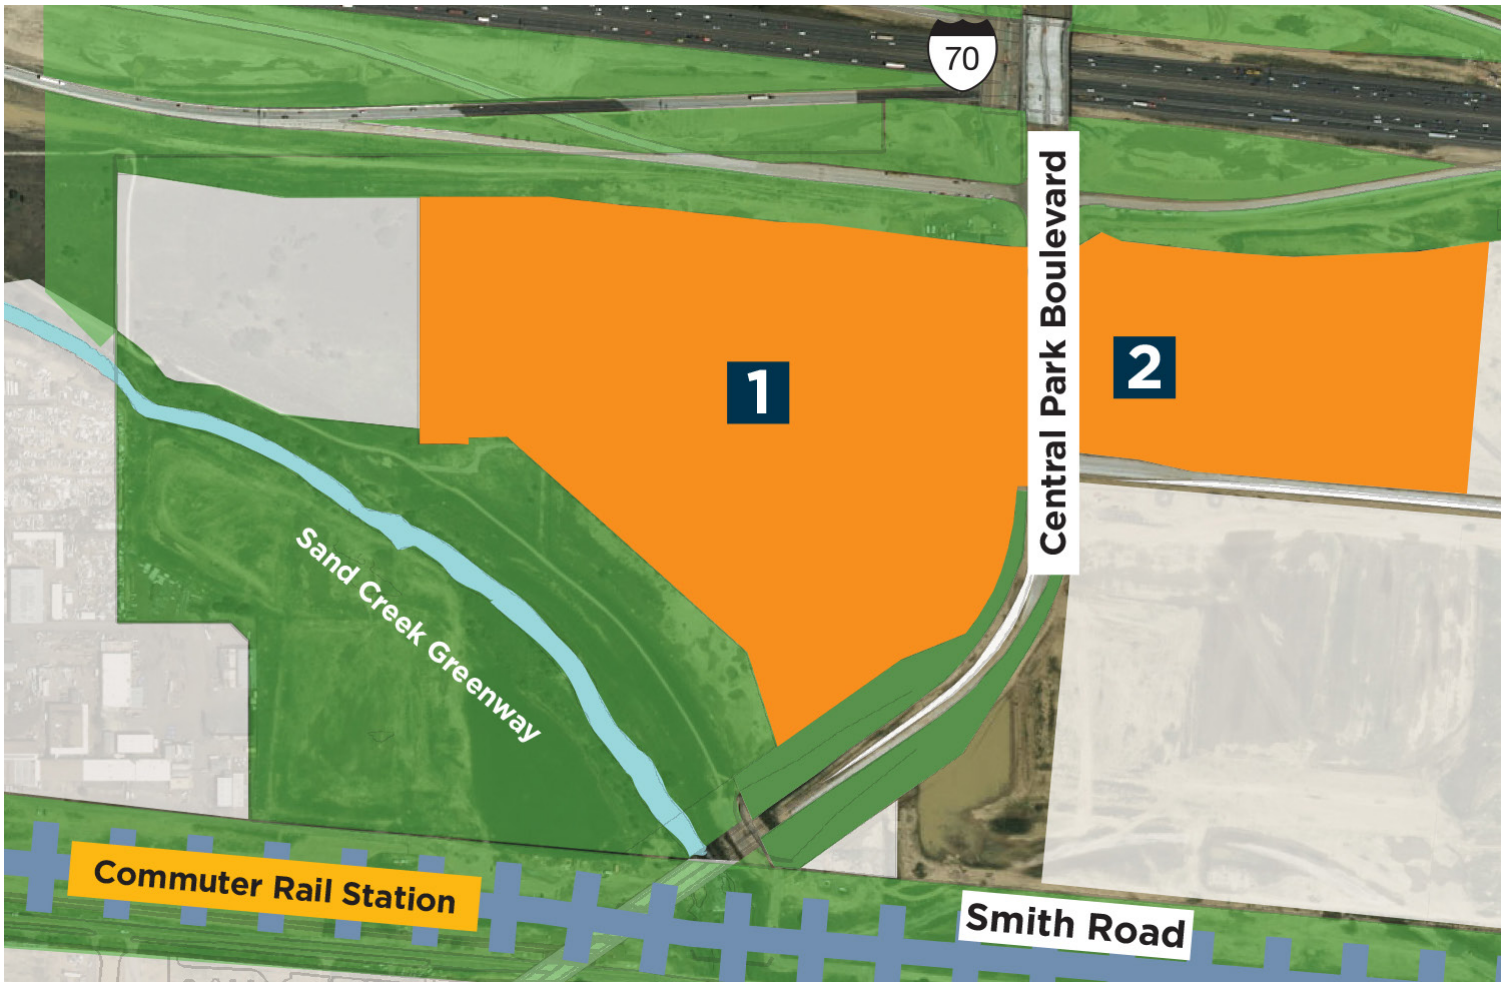 70
Central Park Boulevard
1
2
Sand Creek Greenway
Commuter Rail Station
Smith Road